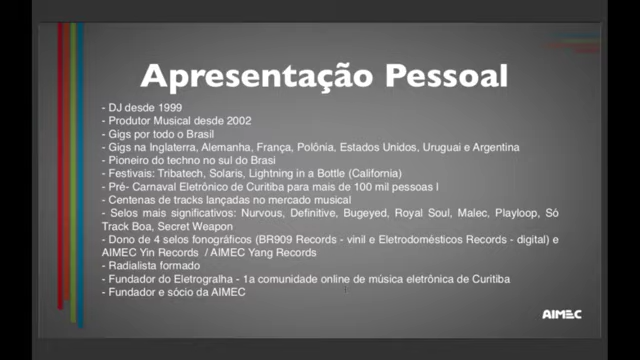 Apresentação Pessoal
- DJ desde 1999
- Produtor Musical desde 2002
- Gigs por todo o Brasil
- Gigs na Inglaterra, Alemanha, França, Polônia, Estados Unidos, Uruguai e Argentina
- Pioneiro do techno no sul do Brasi
- Festivais: Tribatech, Solaris, Lightning in a Bottle (California)
- Pré- Carnaval Eletrônico de Curitiba para mais de 100 mil pessoas I
- Centenas de tracks lançadas no mercado musical
- Selos mais significativos: Nurvous, Definitive, Bugeyed, Royal Soul, Malec, Playloop, Só
Track Boa, Secret Weapon
- Dono de 4 selos fonográficos (BR909 Records - vinil e Eletrodomésticos Records - digital) e
AIMEC Yin Records / AIMEC Yang Records
- Radialista formado
- Fundador do Eletrogralha - 1a comunidade online de música eletrônica de Curitiba
- Fundador e sócio da AIMEC
AIMEC